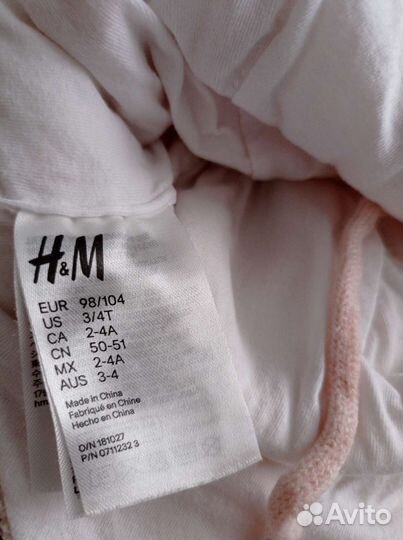 H&M
EUR 98/104
US 3/4T
CA 2-4A
CN 50-51
MX 2-4A
AUS 3-4
Made in China
Fabriqué en Chine
Hecho en China
O/N 181027
P/N 0711232 3
Avito